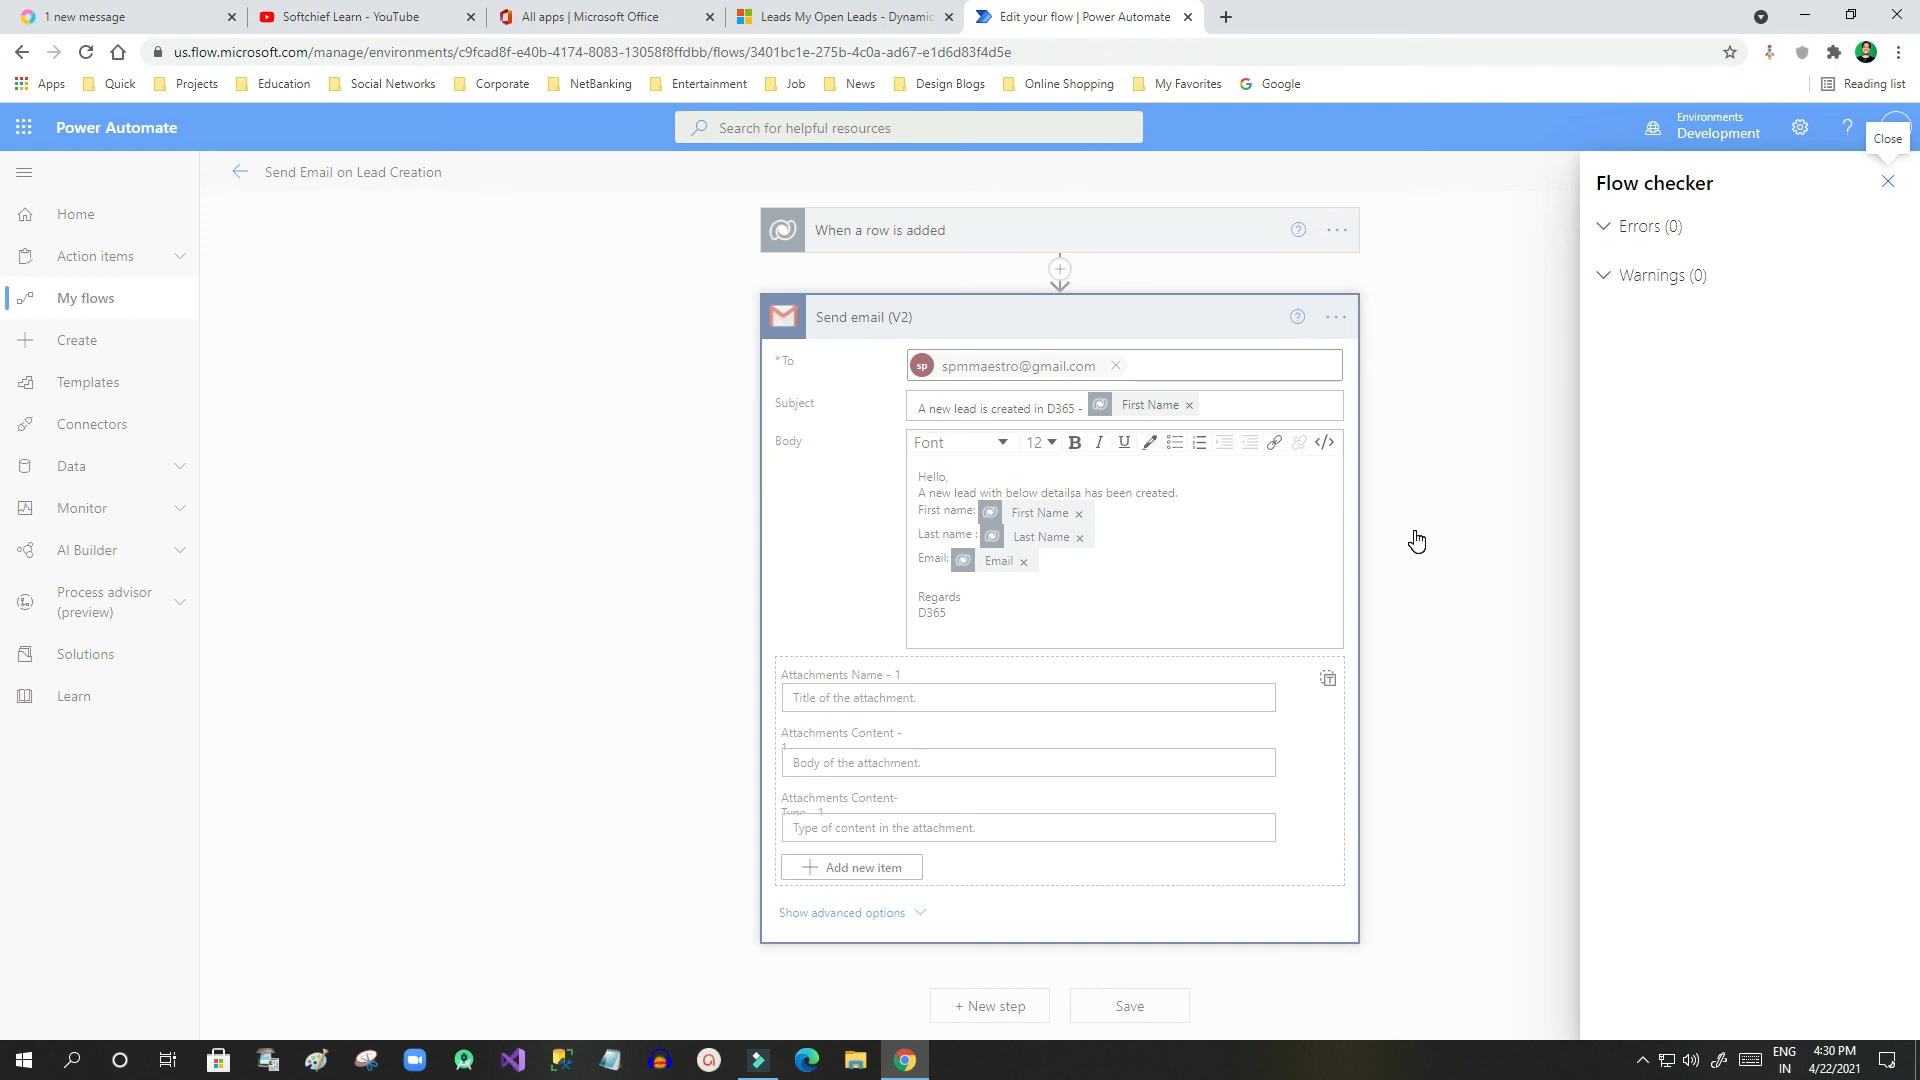 1 new message
Softchief Learn - YouTube
All apps | Microsoft Office
Leads My Open Leads - Dynamic
Edit your flow | Power Automate
us.flow.microsoft.com/manage/environments/c9fcad8f-e40b-4174-8083-13058f8ffdbb/flows/3401bc1e-275b-4c0a-ad67-e1d6d83f4d5e
Apps
Quick
Projects
Education
Social Networks
Corporate
NetBanking
Entertainment
Job
News
Design Blogs
Online Shopping
My Favorites
Google
Reading list
Power Automate
Search for helpful resources
Environments
Development
Close
Send Email on Lead Creation
Home
Action items
My flows
Create
Templates
Connectors
Data
Monitor
AI Builder
Process advisor
(preview)
Solutions
Learn
When a row is added
Send email (V2)
* To
sp
spmmaestro@gmail.com
Subject
A new lead is created in D365 - First Name
Body
Font
12
B I U
Hello,
A new lead with below detailsa has been created.
First name: First Name
Last name : Last Name
Email: Email
Regards
D365
Attachments Name - 1
Title of the attachment.
Attachments Content -
1
Body of the attachment.
Attachments Content-
Type - 1
Type of content in the attachment.
Add new item
Show advanced options
+ New step
Save
Flow checker
Errors (0)
Warnings (0)
ENG
IN
4:30 PM
4/22/2021